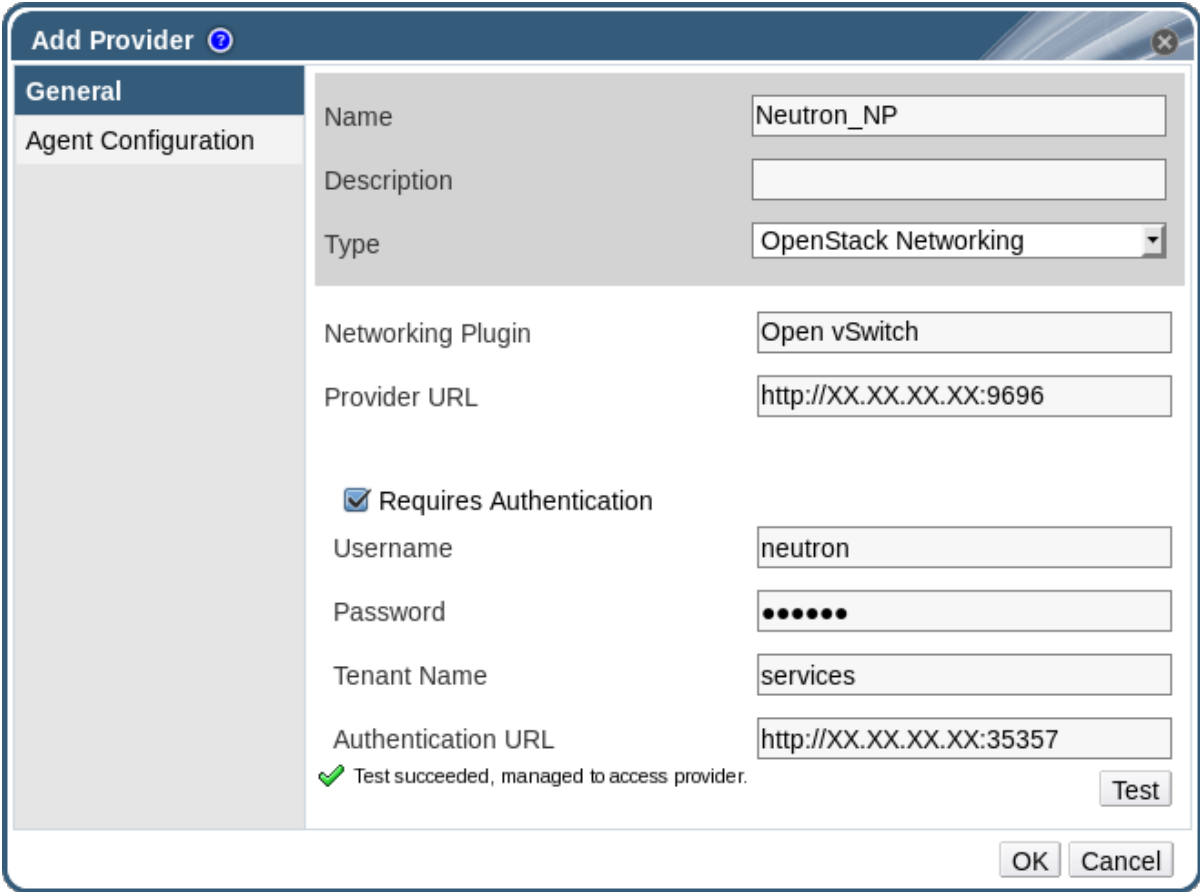 Add Provider ?
General
Agent Configuration
Name Neutron_NP
Description
Type OpenStack Networking
Networking Plugin Open vSwitch
Provider URL http://XX.XX.XX.XX:9696
Requires Authentication
Username neutron
Password ●●●●●●
Tenant Name services
Authentication URL http://XX.XX.XX.XX:35357
Test succeeded, managed to access provider.
Test
OK Cancel